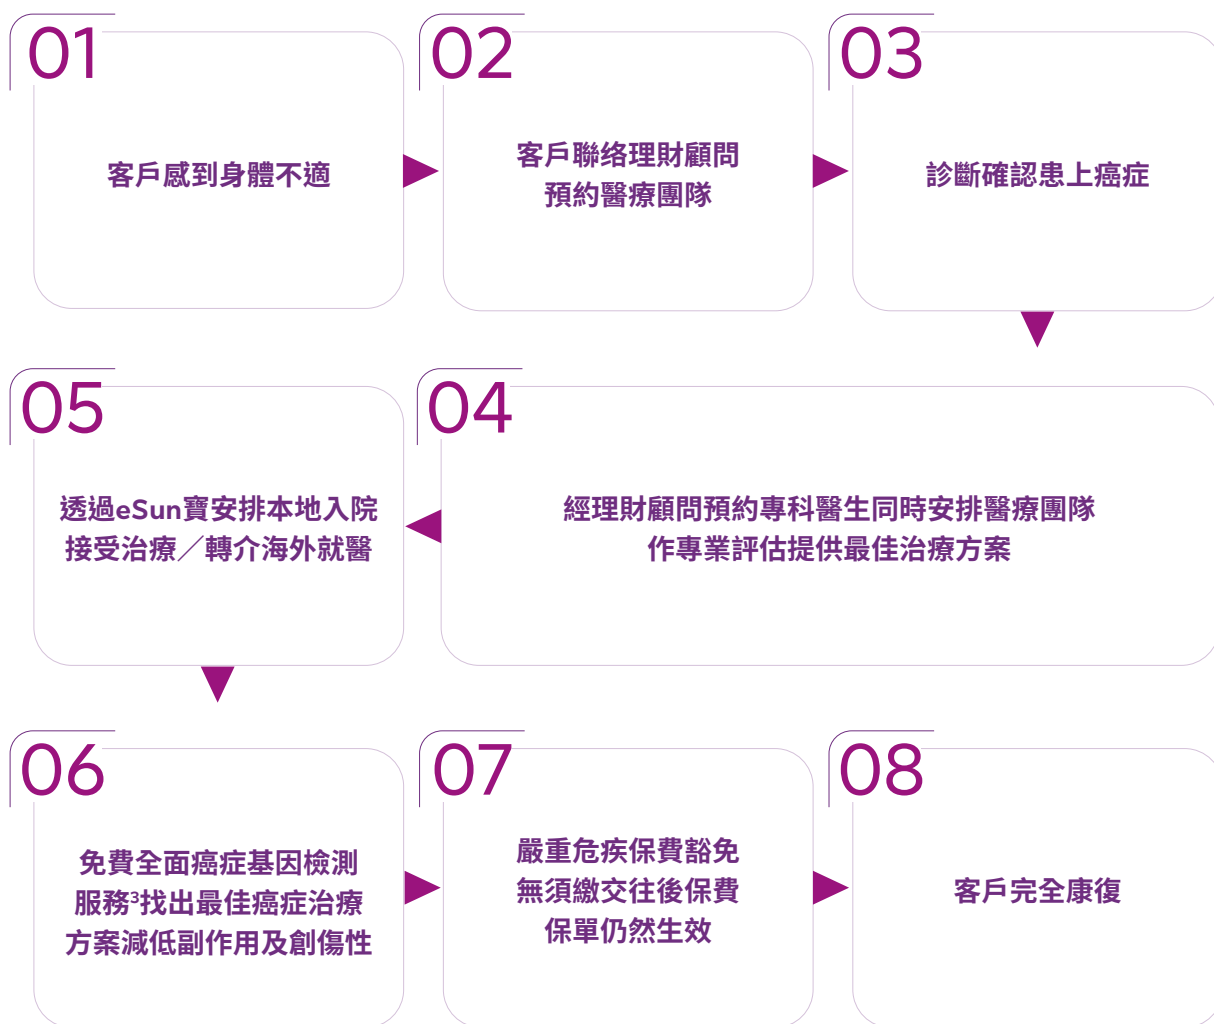 01
客戶感到身體不適
02
客戶聯络理財顧問
預約醫療團隊
03
診斷確認患上癌症
04
經理財顧問預約專科醫生同時安排醫療團隊
作專業評估提供最佳治療方案
05
透過eSun寶安排本地入院
接受治療／轉介海外就醫
06
免費全面癌症基因檢測
服務³找出最佳癌症治療
方案減低副作用及創傷性
07
嚴重危疾保費豁免
無須繳交往後保費
保單仍然生效
08
客戶完全康復